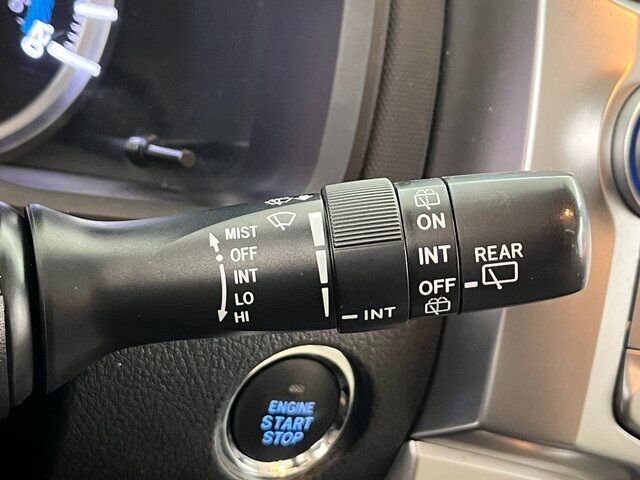 MIST
OFF
INT
LO
HI
INT
ON
INT
OFF
REAR
ENGINE
START
STOP